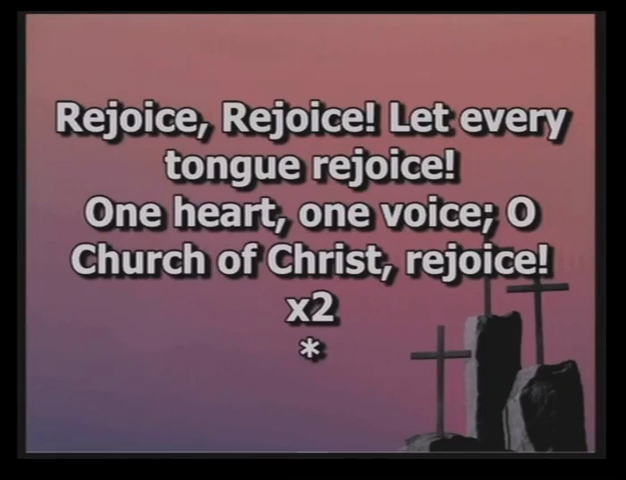 Rejoice, Rejoice! Let every
tongue rejoice!
One heart, one voice; O
Church of Christ, rejoice!
x2
*